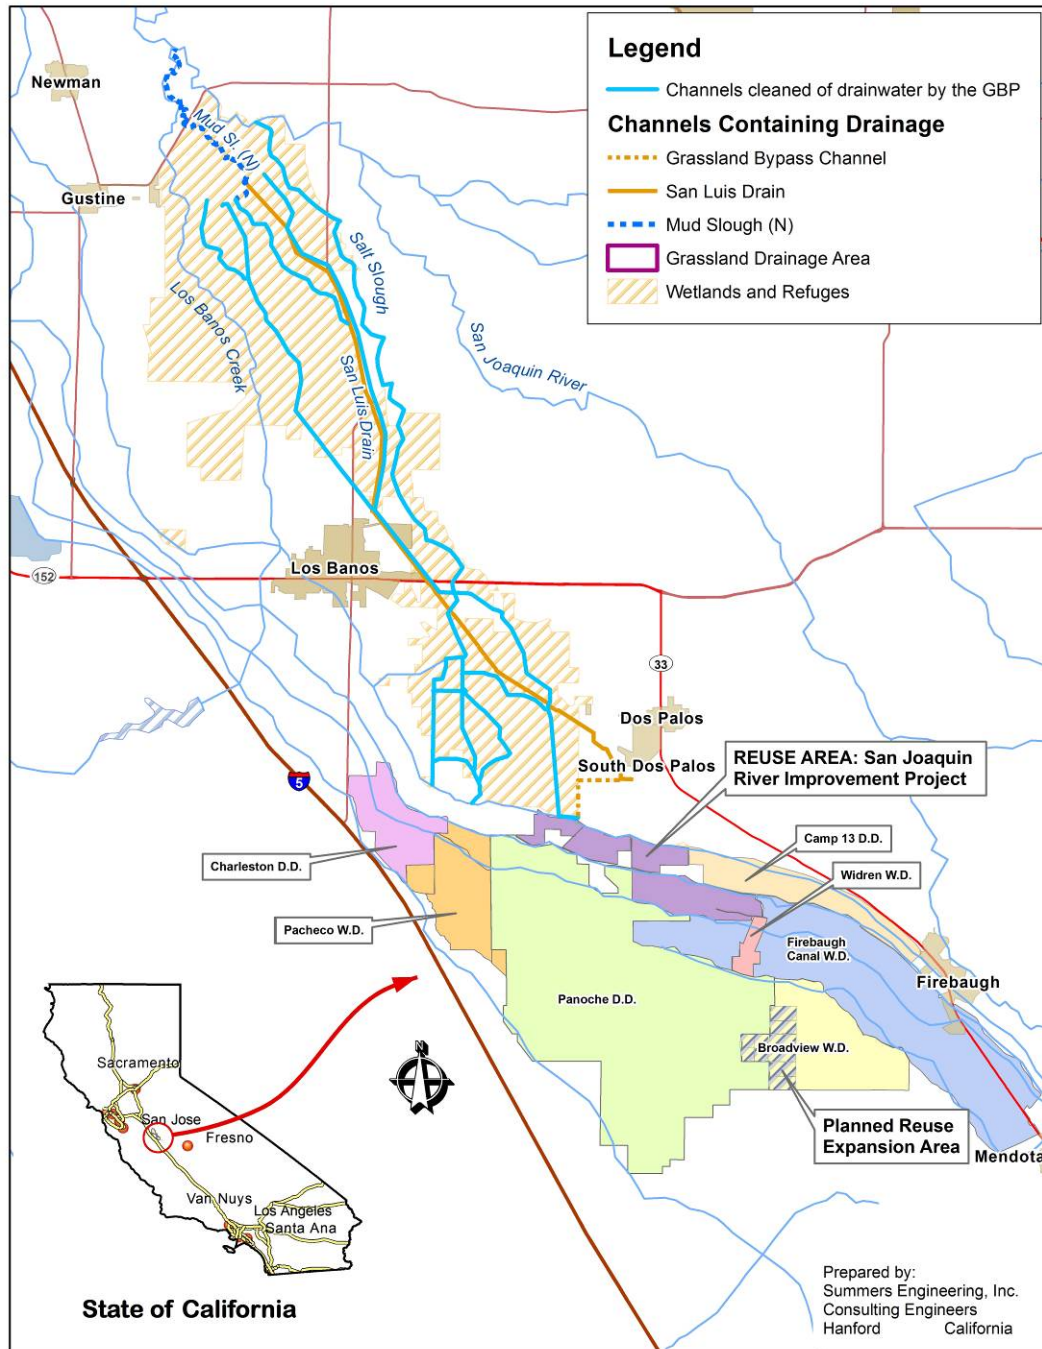 Legend
Channels cleaned of drainwater by the GBP
Channels Containing Drainage
Grassland Bypass Channel
San Luis Drain
Mud Slough (N)
Grassland Drainage Area
Wetlands and Refuges
Newman
Mud Sl. (N)
Gustine
Salt Slough
Los Banos Creek
San Joaquin River
San Luis Drain
Los Banos
152
33
Dos Palos
South Dos Palos
REUSE AREA: San Joaquin
River Improvement Project
5
Camp 13 D.D.
Charleston D.D.
Widren W.D.
Pacheco W.D.
Firebaugh
Canal W.D.
Firebaugh
Panoche D.D.
Broadview W.D.
Planned Reuse
Expansion Area
Mendota
N
Sacramento
San Jose
Fresno
Van Nuys
Los Angeles
Santa Ana
State of California
Prepared by:
Summers Engineering, Inc.
Consulting Engineers
Hanford California